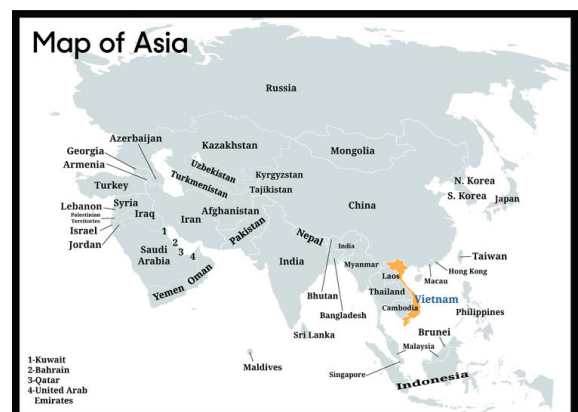 Map of Asia
Russia
Azerbaijan
Georgia
Armenia
Kazakhstan
Mongolia
Uzbekistan
Turkmenistan
Kyrgyzstan
Tajikistan
Turkey
N. Korea
S. Korea
Japan
Lebanon
Syria
Palestinian
Territories
Iraq
Israel
Jordan
Iran
Afghanistan
Pakistan
China
1
2
3
4
Saudi
Arabia
Nepal
India
India
Myanmar
Laos
Taiwan
Hong Kong
Macau
Yemen
Oman
Bhutan
Bangladesh
Thailand
Vietnam
Cambodia
Philippines
Sri Lanka
Brunei
Malaysia
Maldives
Singapore
Indonesia
1-Kuwait
2-Bahrain
3-Qatar
4-United Arab
Emirates